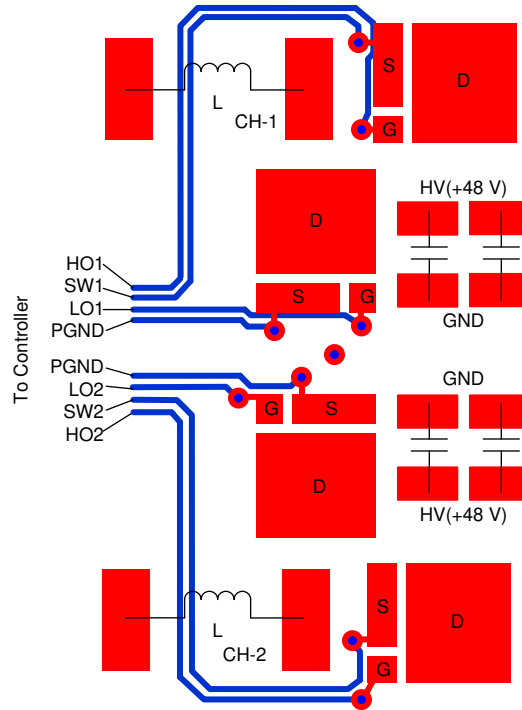 S
D
L
CH-1
G
D
HV(+48 V)
HO1
SW1
LO1
PGND
S
G
GND
To Controller
PGND
LO2
SW2
HO2
GND
G
S
D
HV(+48 V)
S
D
L
CH-2
G